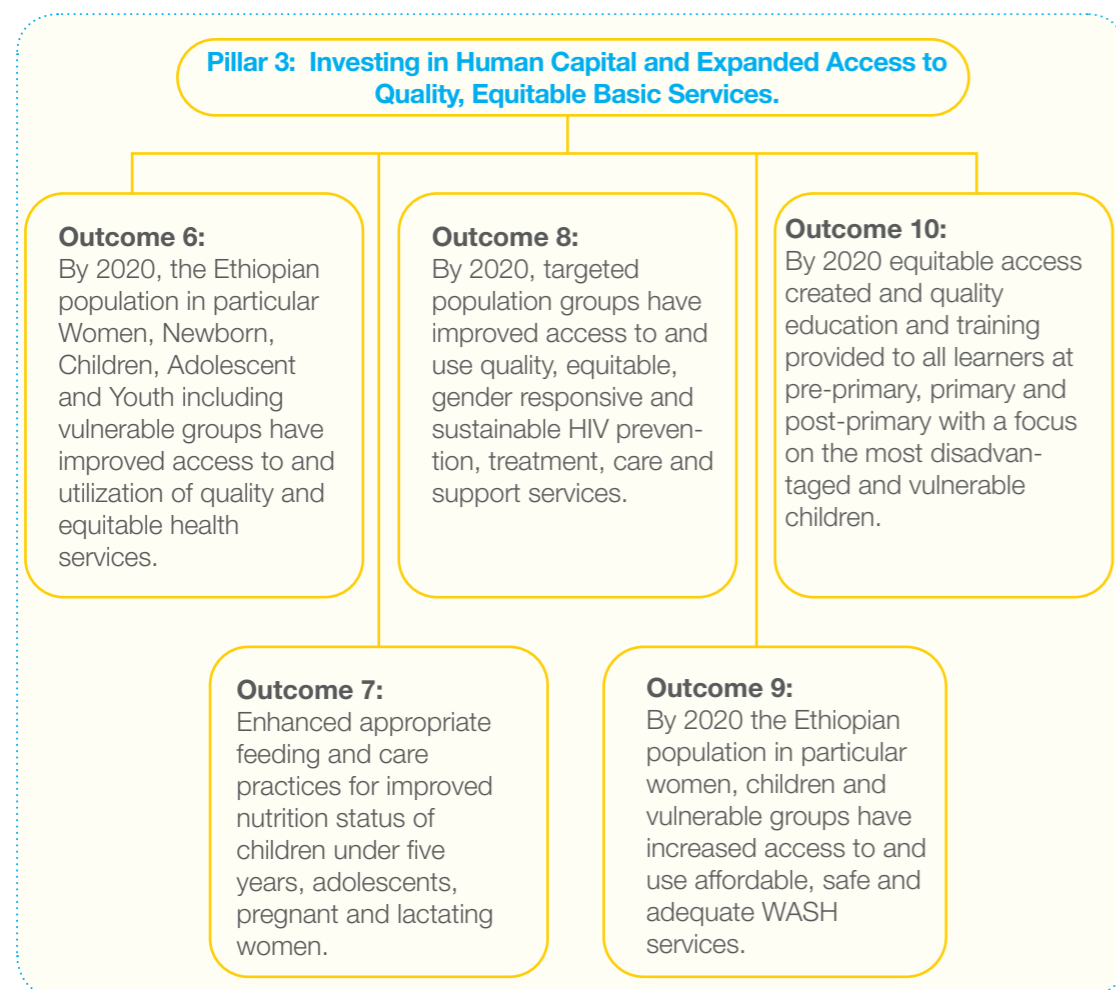 Pillar 3:  Investing in Human Capital and Expanded Access to
Quality, Equitable Basic Services.
Outcome 6:
By 2020, the Ethiopian
population in particular
Women, Newborn,
Children, Adolescent
and Youth including
vulnerable groups have
improved access to and
utilization of quality and
equitable health
services.
Outcome 8:
By 2020, targeted
population groups have
improved access to and
use quality, equitable,
gender responsive and
sustainable HIV preven-
tion, treatment, care and
support services.
Outcome 10:
By 2020 equitable access
created and quality
education and training
provided to all learners at
pre-primary, primary and
post-primary with a focus
on the most disadvan-
taged and vulnerable
children.
Outcome 7:
Enhanced appropriate
feeding and care
practices for improved
nutrition status of
children under five
years, adolescents,
pregnant and lactating
women.
Outcome 9:
By 2020 the Ethiopian
population in particular
women, children and
vulnerable groups have
increased access to and
use affordable, safe and
adequate WASH
services.